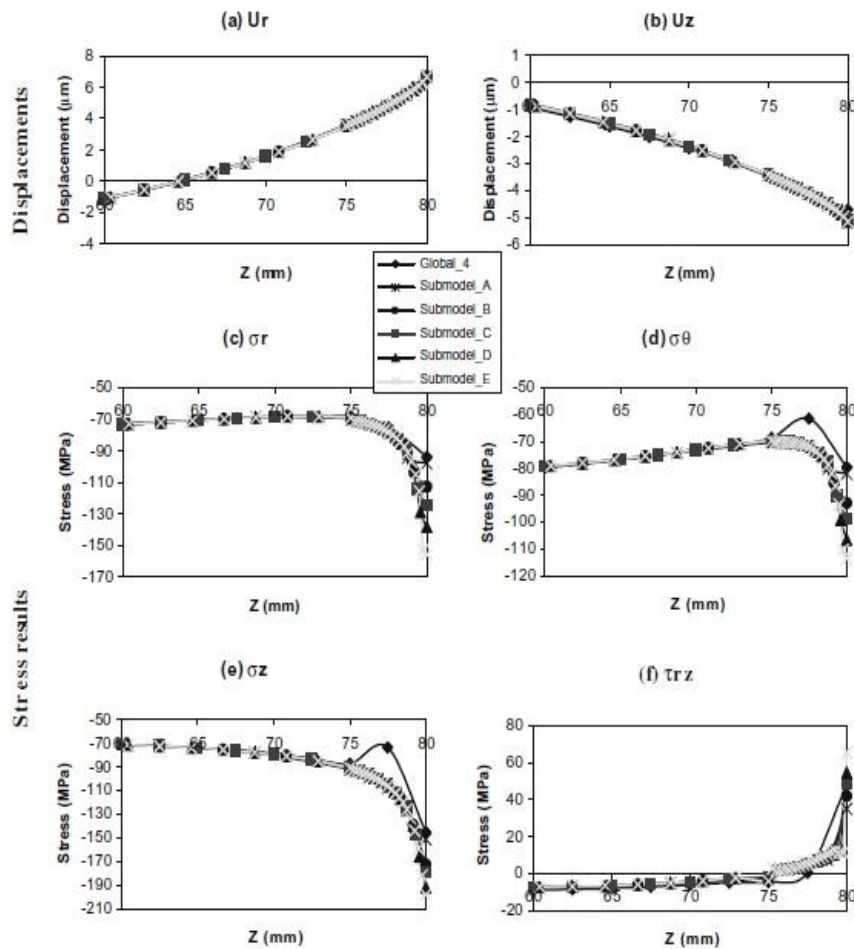 (a) Ur
(b) Uz
Displacements
Displacement (μm)
8
6
4
2
0
-2
-4
60
65
70
75
80
Z (mm)
Displacement (μm)
1
0
-1
-2
-3
-4
-5
-6
60
65
70
75
80
Z (mm)
Global_4
Submodel_A
Submodel_B
Submodel_C
Submodel_D
Submodel_E
Stress results
(c) σr
(d) σθ
Stress (MPa)
-50
-70
-90
-110
-130
-150
-170
60
65
70
75
80
Z (mm)
Stress (MPa)
-50
-60
-70
-80
-90
-100
-110
-120
60
65
70
75
80
Z (mm)
(e) σz
(f) τrz
Stress (MPa)
-50
-70
-90
-110
-130
-150
-170
-190
-210
60
65
70
75
80
Z (mm)
Stress (MPa)
80
60
40
20
0
-20
60
65
70
75
80
Z (mm)